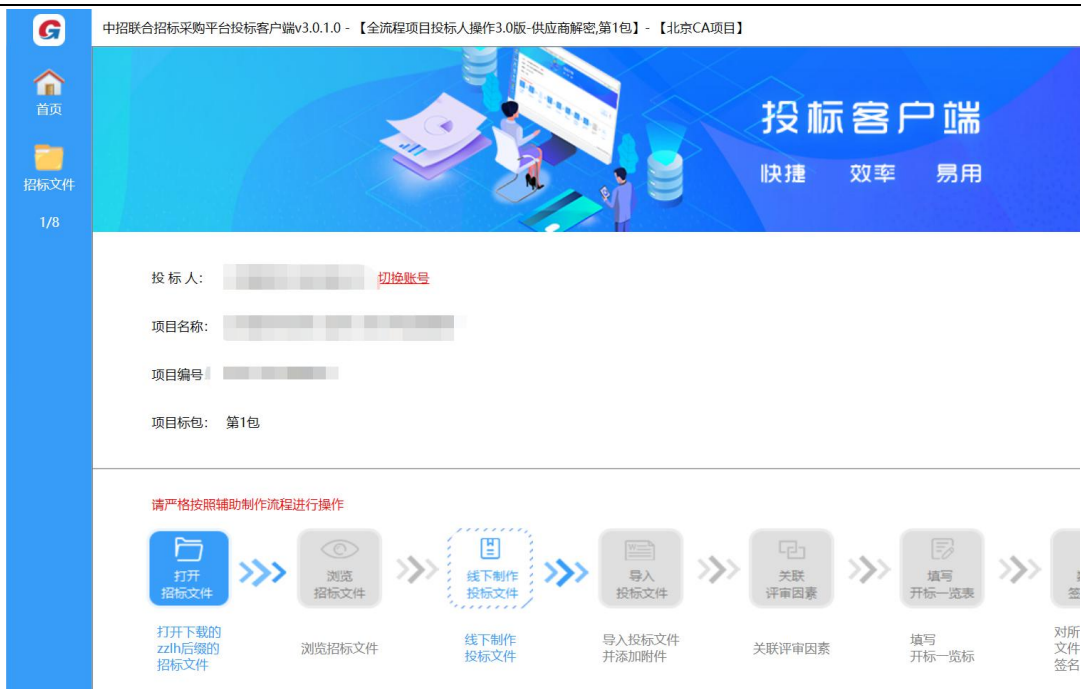 中招联合招标采购平台投标客户端v3.0.1.0 - 【全流程项目投标人操作3.0版-供应商解密,第1包】 - 【北京CA项目】
首页
招标文件
1/8
投标客户端
快捷 效率 易用
投 标 人： 切换账号
项目名称：
项目编号
项目标包： 第1包
请严格按照辅助制作流程进行操作
打开
招标文件
浏览
招标文件
线下制作
投标文件
导入
投标文件
关联
评审因素
填写
开标一览表
签
打开下载的
zzlh后缀的
招标文件
浏览招标文件
线下制作
投标文件
导入投标文件
并添加附件
关联评审因素
填写
开标一览标
对所
文件
签名